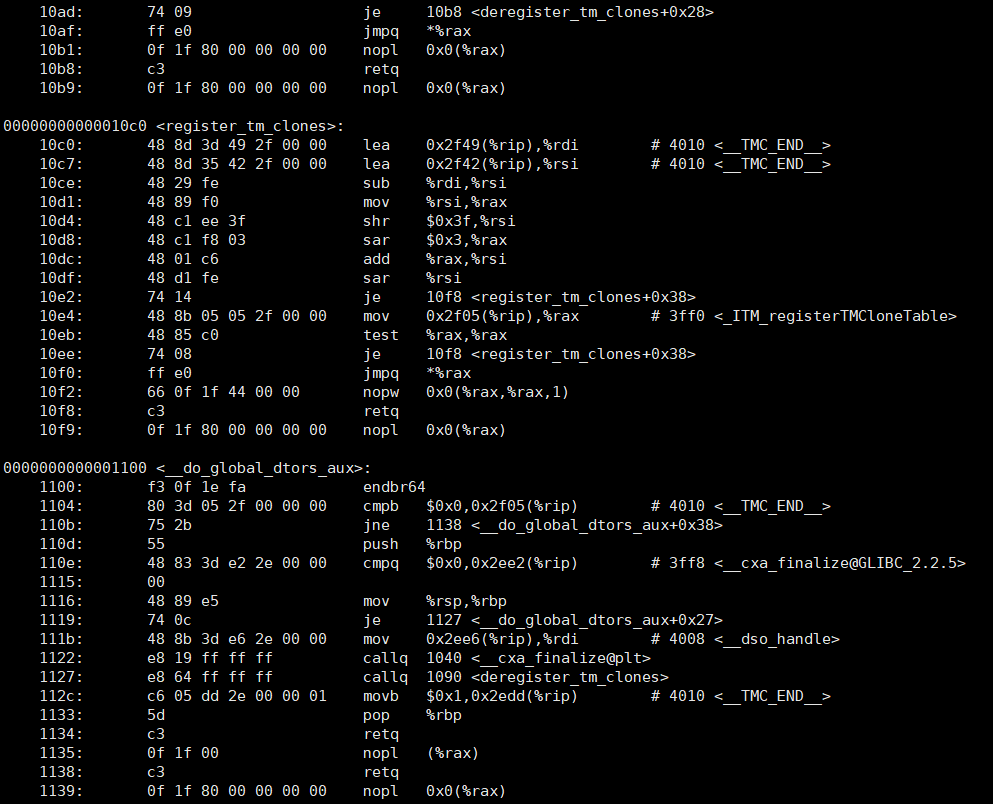 10ad: 74 09 je 10b8 <deregister_tm_clones+0x28>
10af: ff e0 jmpq *%rax
10b1: 0f 1f 80 00 00 00 00 nopl 0x0(%rax)
10b8: c3 retq
10b9: 0f 1f 80 00 00 00 00 nopl 0x0(%rax)
00000000000010c0 <register_tm_clones>:
10c0: 48 8d 3d 49 2f 00 00 lea 0x2f49(%rip),%rdi # 4010 <__TMC_END__>
10c7: 48 8d 35 42 2f 00 00 lea 0x2f42(%rip),%rsi # 4010 <__TMC_END__>
10ce: 48 29 fe sub %rdi,%rsi
10d1: 48 89 f0 mov %rsi,%rax
10d4: 48 c1 ee 3f shr $0x3f,%rsi
10d8: 48 c1 f8 03 sar $0x3,%rax
10dc: 48 01 c6 add %rax,%rsi
10df: 48 d1 fe sar %rsi
10e2: 74 14 je 10f8 <register_tm_clones+0x38>
10e4: 48 8b 05 05 2f 00 00 mov 0x2f05(%rip),%rax # 3ff0 <_ITM_registerTMCloneTable>
10eb: 48 85 c0 test %rax,%rax
10ee: 74 08 je 10f8 <register_tm_clones+0x38>
10f0: ff e0 jmpq *%rax
10f2: 66 0f 1f 44 00 00 nopw 0x0(%rax,%rax,1)
10f8: c3 retq
10f9: 0f 1f 80 00 00 00 00 nopl 0x0(%rax)
0000000000001100 <__do_global_dtors_aux>:
1100: f3 0f 1e fa endbr64
1104: 80 3d 05 2f 00 00 00 cmpb $0x0,0x2f05(%rip) # 4010 <__TMC_END__>
110b: 75 2b jne 1138 <__do_global_dtors_aux+0x38>
110d: 55 push %rbp
110e: 48 83 3d e2 2e 00 00 cmpq $0x0,0x2ee2(%rip) # 3ff8 <__cxa_finalize@GLIBC_2.2.5>
1115: 00
1116: 48 89 e5 mov %rsp,%rbp
1119: 74 0c je 1127 <__do_global_dtors_aux+0x27>
111b: 48 8b 3d e6 2e 00 00 mov 0x2ee6(%rip),%rdi # 4008 <__dso_handle>
1122: e8 19 ff ff ff callq 1040 <__cxa_finalize@plt>
1127: e8 64 ff ff ff callq 1090 <deregister_tm_clones>
112c: c6 05 dd 2e 00 00 01 movb $0x1,0x2edd(%rip) # 4010 <__TMC_END__>
1133: 5d pop %rbp
1134: c3 retq
1135: 0f 1f 00 nopl (%rax)
1138: c3 retq
1139: 0f 1f 80 00 00 00 00 nopl 0x0(%rax)